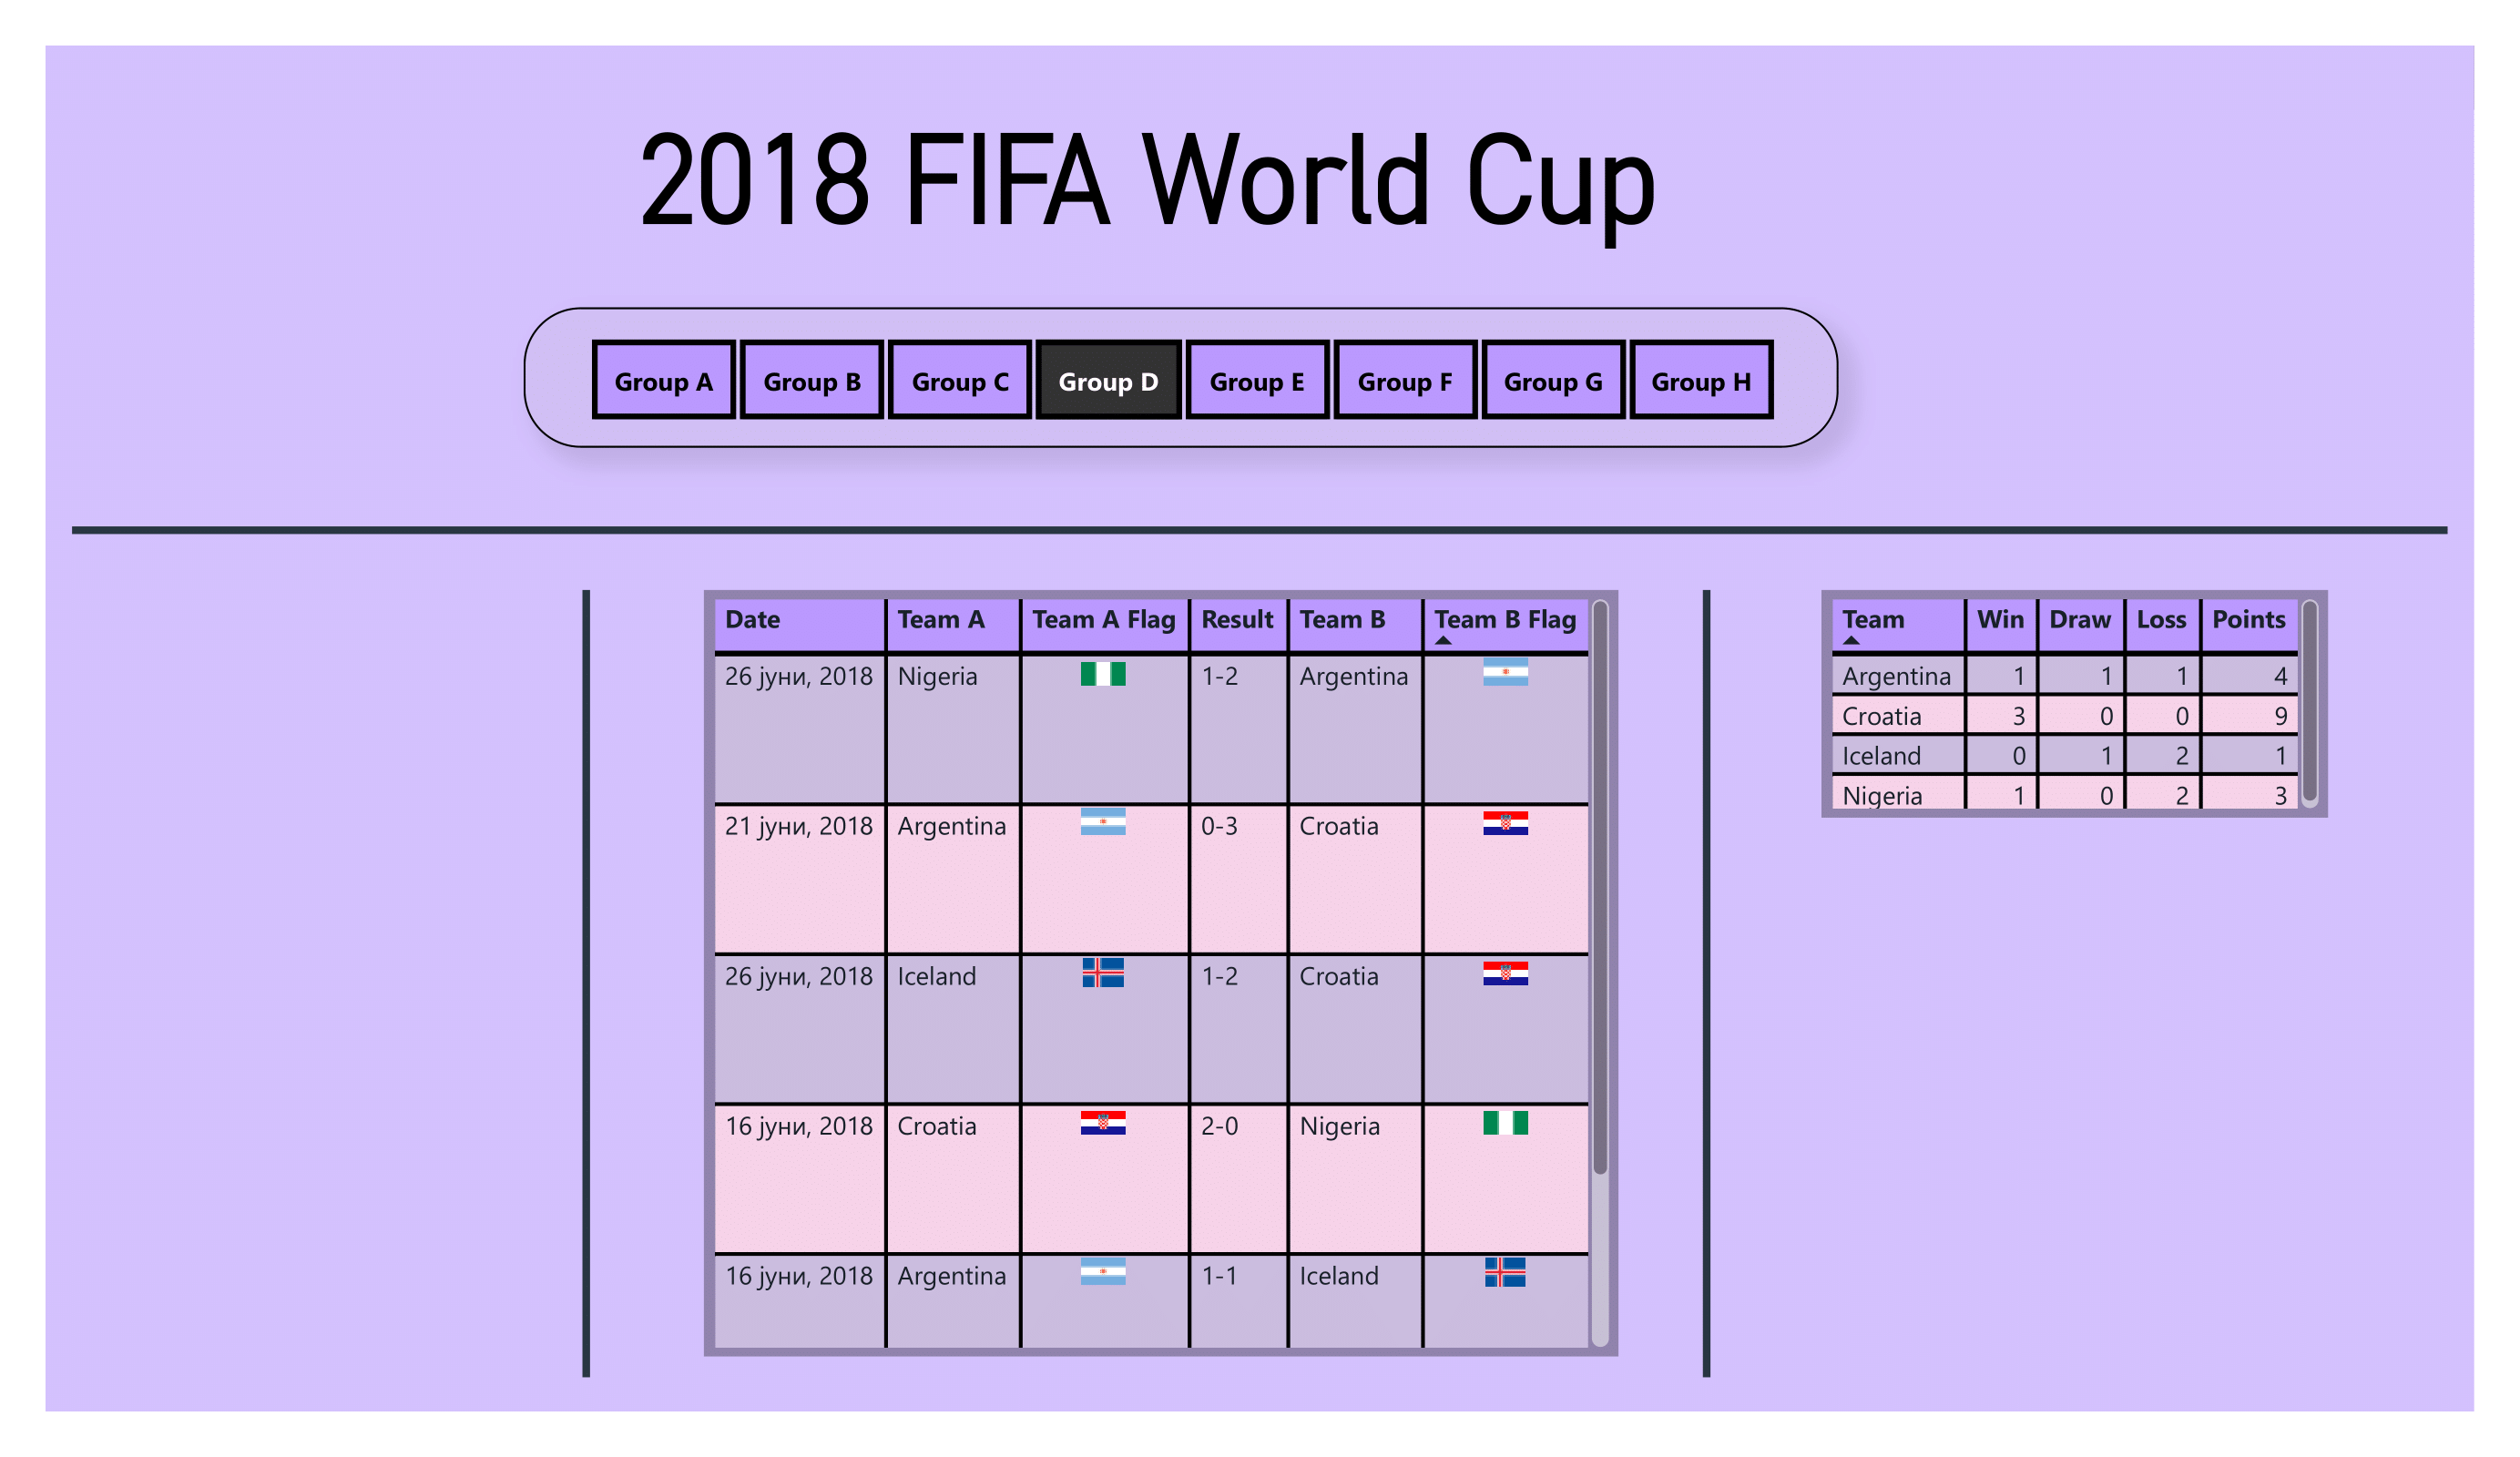 2018 FIFA World Cup
Group A Group B Group C Group D Group E Group F Group G Group H
Date Team A Team A Flag Result Team B Team B Flag
26 јуни, 2018 Nigeria 1-2 Argentina
21 јуни, 2018 Argentina 0-3 Croatia
26 јуни, 2018 Iceland 1-2 Croatia
16 јуни, 2018 Croatia 2-0 Nigeria
16 јуни, 2018 Argentina 1-1 Iceland
Team Win Draw Loss Points
Argentina 1 1 1 4
Croatia 3 0 0 9
Iceland 0 1 2 1
Nigeria 1 0 2 3